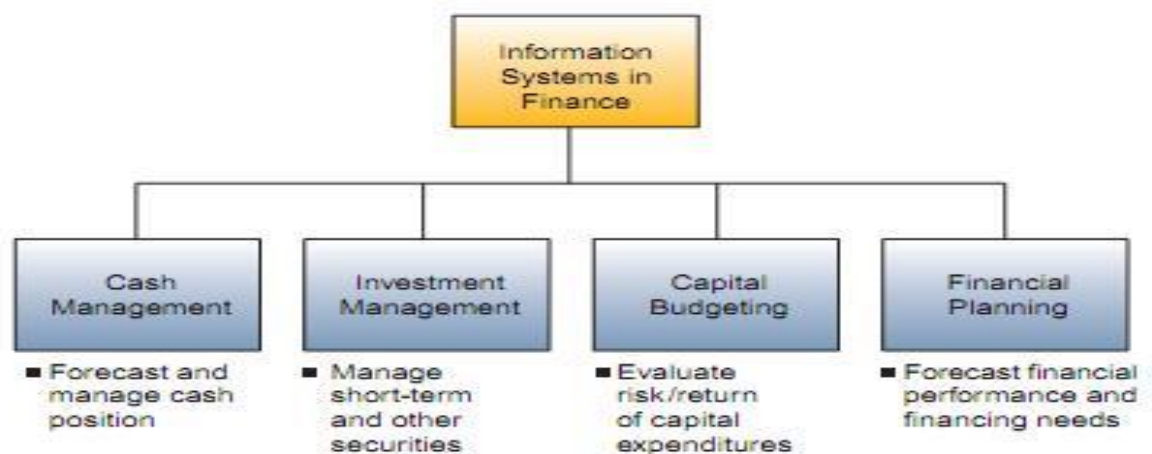 Information
Systems in
Finance
Cash
Management
Investment
Management
Capital
Budgeting
Financial
Planning
■ Forecast and
manage cash
position
■ Manage
short-term
and other
securities
■ Evaluate
risk/return
of capital
expenditures
■ Forecast financial
performance and
financing needs